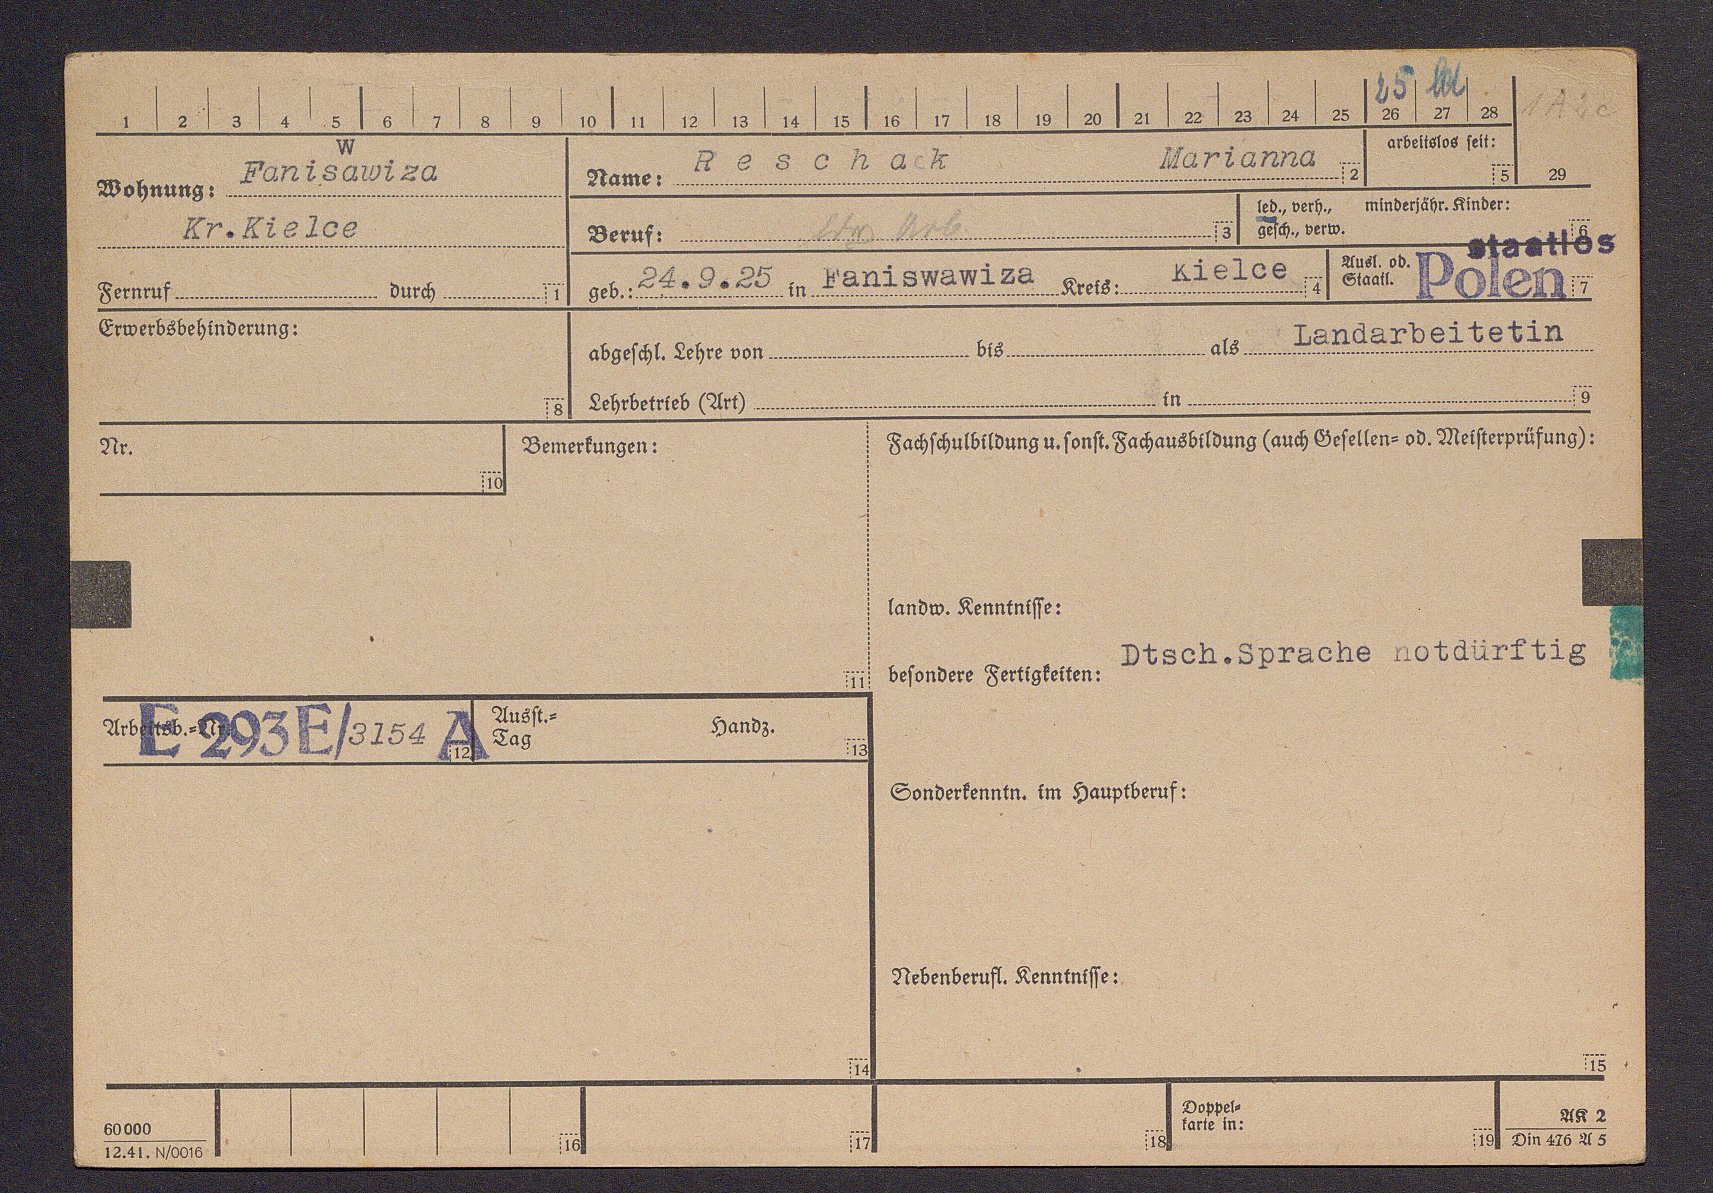 25
1 2 3 4 5 6 7 8 9 10 11 12 13 14 15 16 17 18 19 20 21 22 23 24 25 26 27 28
1 A 2 c
29
W
Wohnung: Fanisawiza
Kr.Kielce
Fernruf durch 1
Name: Reschack Marianna 2
arbeitslos seit: 5
Beruf: 3
led., verh., minderjähr. Kinder:
gesch., verw. 6
geb.: 24.9.25 in Faniswawiza Kreis: Kielce 4
Ausl. od. Staatl. staatlos Polen 7
Erwerbsbehinderung: 8
abgeschl. Lehre von bis als Landarbeitetin
Lehrbetrieb (Art) in 9
Nr. 10
Bemerkungen: 11
Fachschulbildung u. sonst. Fachausbildung (auch Gesellen= od. Meisterprüfung):
landw. Kenntnisse:
besondere Fertigkeiten: Dtsch.Sprache notdürftig
Arbeitsb.=Nr. E 293E/3154 A 12
Ausst.=
Tag Handz. 13
Sonderkenntn. im Hauptberuf:
Nebenberufl. Kenntnisse:
14 15
60000
12.41. N/0016
16 17 18
Doppel=
karte in: 19
AK 2
Din 476 A 5